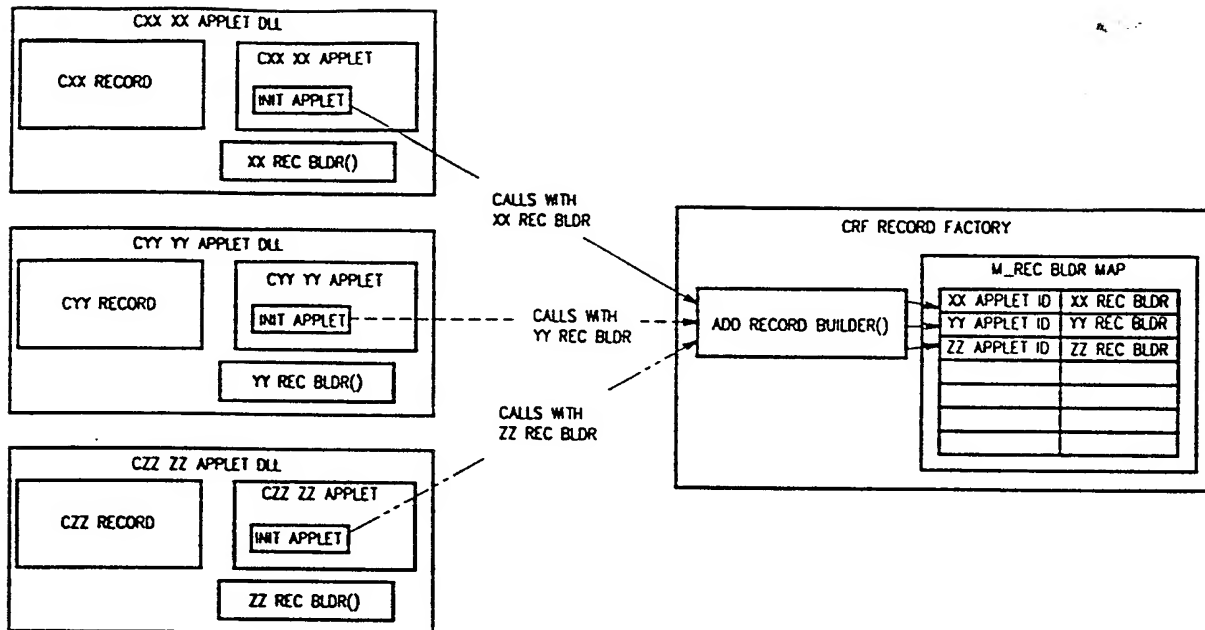 CXX XX APPLET DLL
CXX RECORD
CXX XX APPLET
INIT APPLET
XX REC BLDR()
CALLS WITH
XX REC BLDR
CYY YY APPLET DLL
CYY RECORD
CYY YY APPLET
INIT APPLET
YY REC BLDR()
CALLS WITH
YY REC BLDR
CZZ ZZ APPLET DLL
CZZ RECORD
CZZ ZZ APPLET
INIT APPLET
ZZ REC BLDR()
CALLS WITH
ZZ REC BLDR
CRF RECORD FACTORY
ADD RECORD BUILDER()
M_REC BLDR MAP
XX APPLET ID XX REC BLDR
YY APPLET ID YY REC BLDR
ZZ APPLET ID ZZ REC BLDR